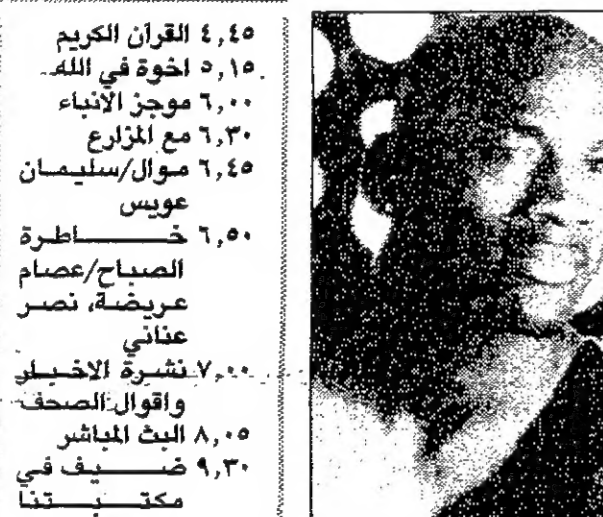 ٤,٤٥ القرآن الكريم
٥,١٥ اخوة في الله
٦,٠٠ موجز الأنباء
٦,٣٠ مع المزارع
٦,٤٥ موال/سليمان
عويس
٦,٥٠ خاطرة
الصباح/عصام
عريضة، نصر
عناني
٧,٠٠ نشرة الاخبار
واقوال الصحف
٨,٠٥ البث المباشر
٩,٣٠ ضيف في
مكتبتنا